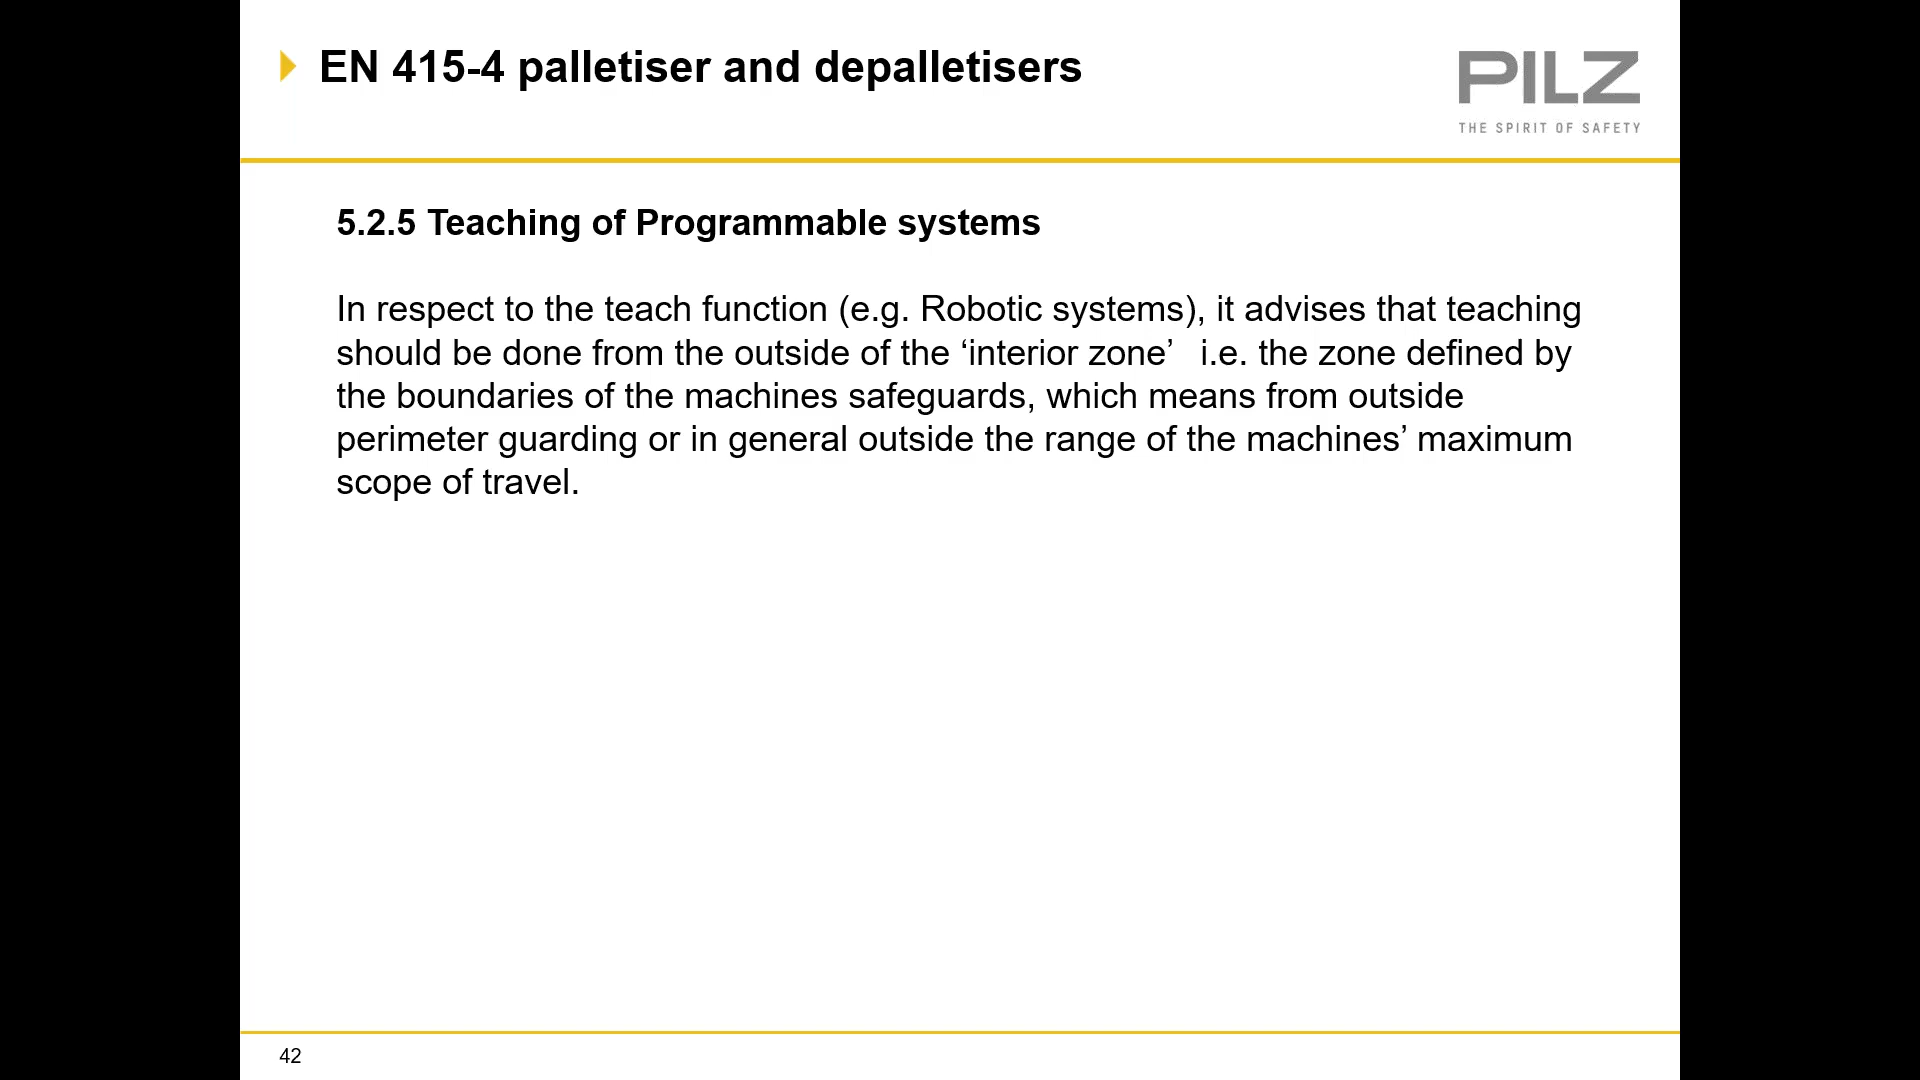 EN 415-4 palletiser and depalletisers
PILZ
THE SPIRIT OF SAFETY
5.2.5 Teaching of Programmable systems
In respect to the teach function (e.g. Robotic systems), it advises that teaching
should be done from the outside of the ‘interior zone’ i.e. the zone defined by
the boundaries of the machines safeguards, which means from outside
perimeter guarding or in general outside the range of the machines’ maximum
scope of travel.
42